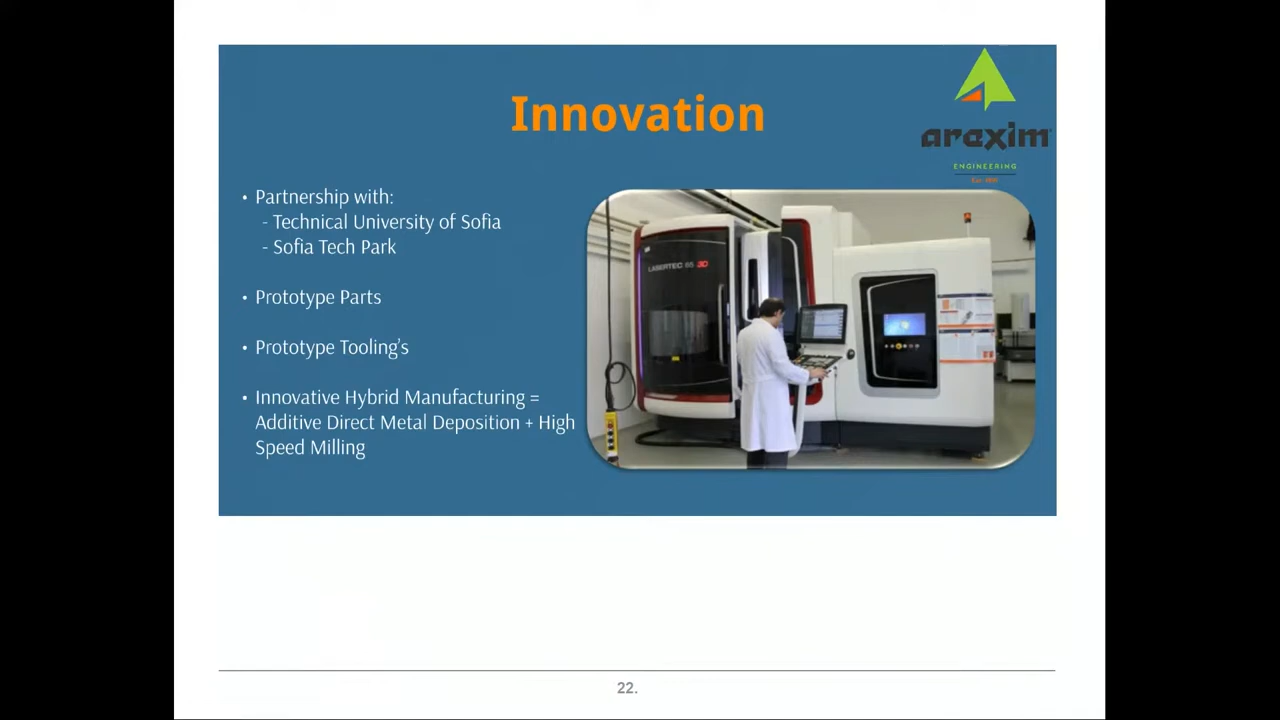 Innovation
arexim
ENGINEERING
• Partnership with:
- Technical University of Sofia
- Sofia Tech Park
• Prototype Parts
• Prototype Tooling's
• Innovative Hybrid Manufacturing =
Additive Direct Metal Deposition + High
Speed Milling
LASERTEC 65 3D
22.